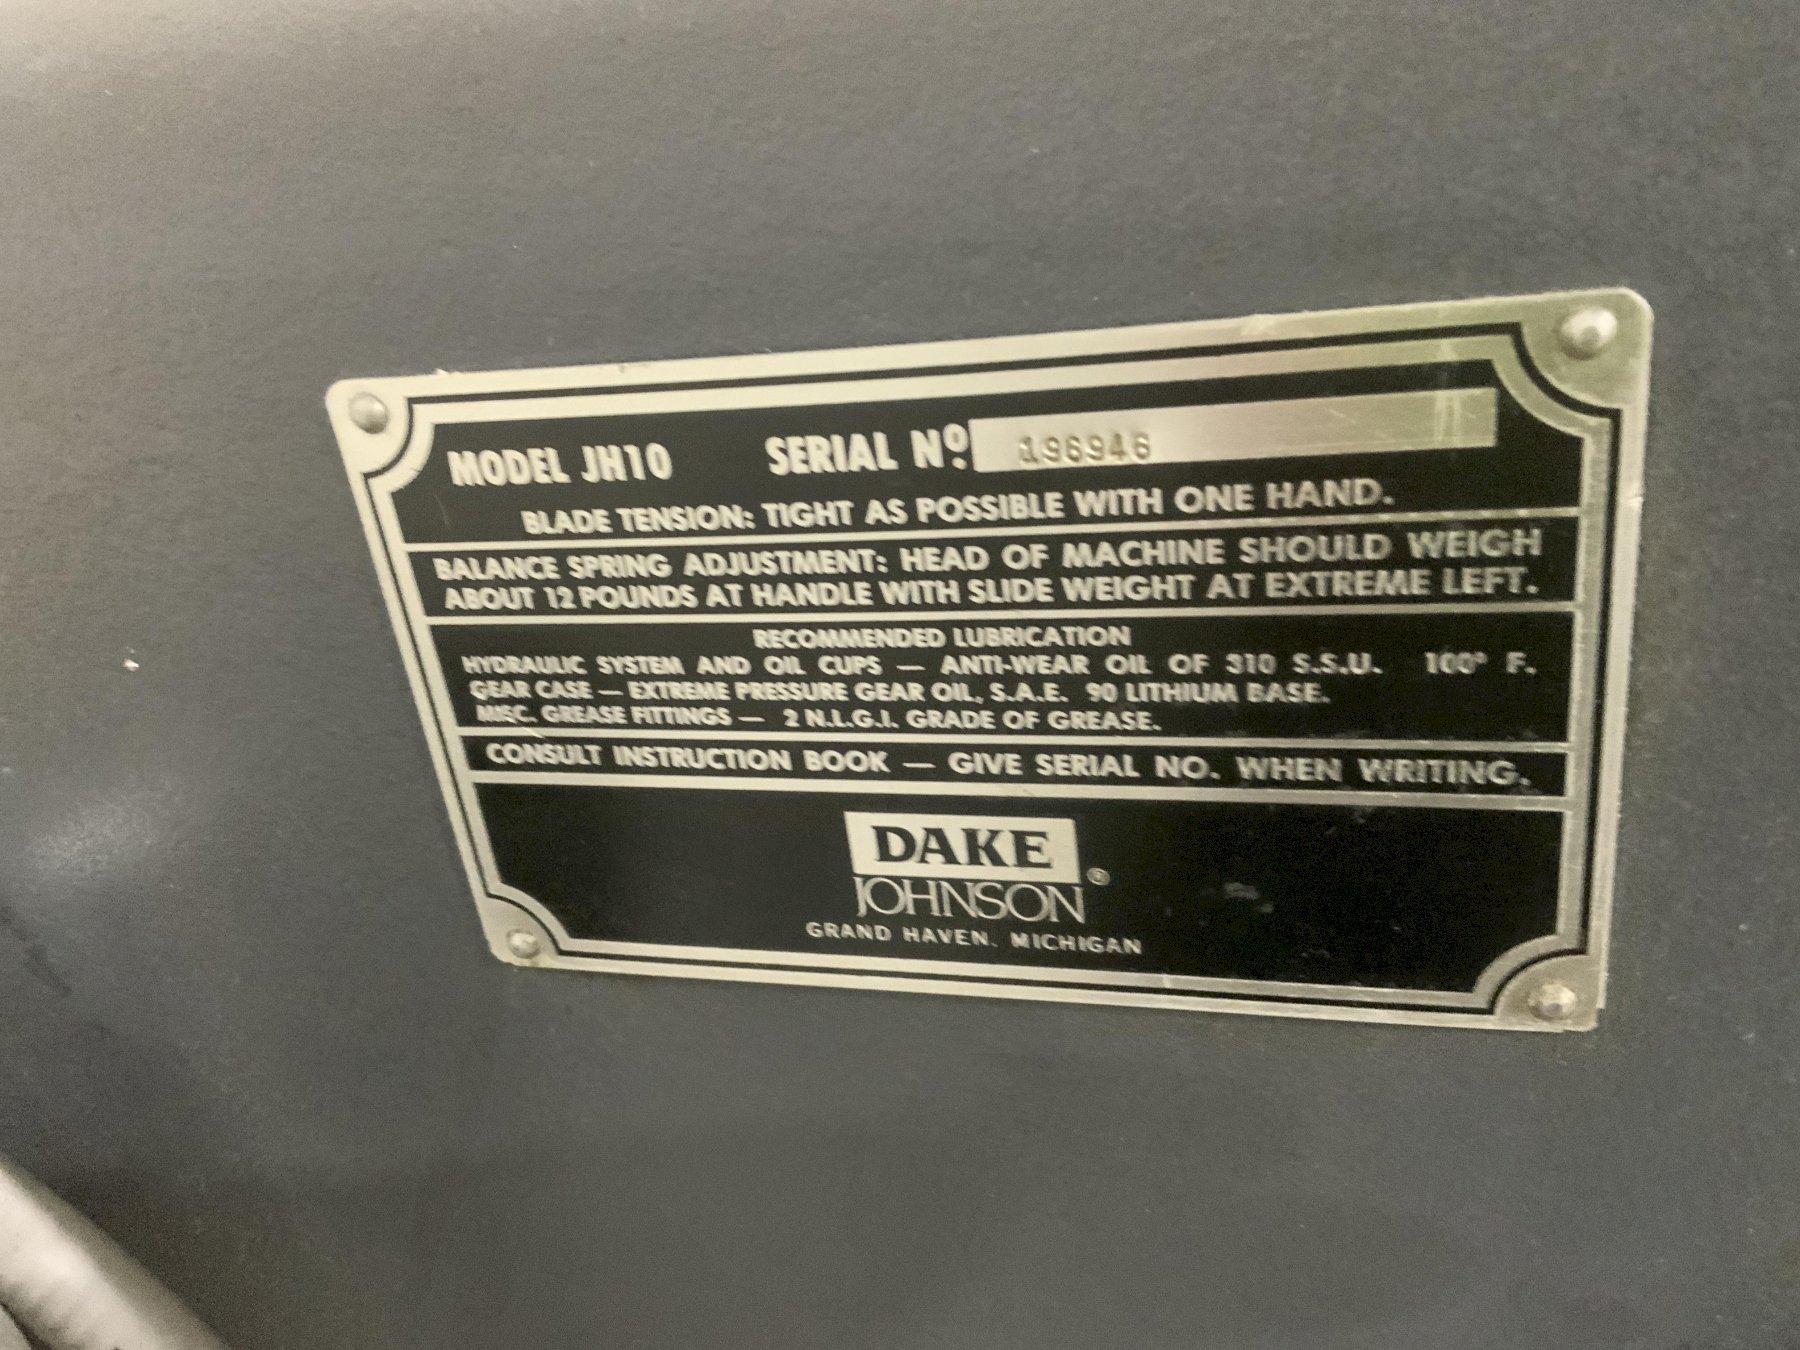 MODEL JH10 SERIAL Nº. 196946
BLADE TENSION: TIGHT AS POSSIBLE WITH ONE HAND.
BALANCE SPRING ADJUSTMENT: HEAD OF MACHINE SHOULD WEIGH
ABOUT 12 POUNDS AT HANDLE WITH SLIDE WEIGHT AT EXTREME LEFT.
RECOMMENDED LUBRICATION
HYDRAULIC SYSTEM AND OIL CUPS — ANTI-WEAR OIL OF 310 S.S.U. 100° F.
GEAR CASE — EXTREME PRESSURE GEAR OIL, S.A.E. 90 LITHIUM BASE.
MISC. GREASE FITTINGS — 2 N.L.G.I. GRADE OF GREASE.
CONSULT INSTRUCTION BOOK — GIVE SERIAL NO. WHEN WRITING.
DAKE
JOHNSON®
GRAND HAVEN, MICHIGAN